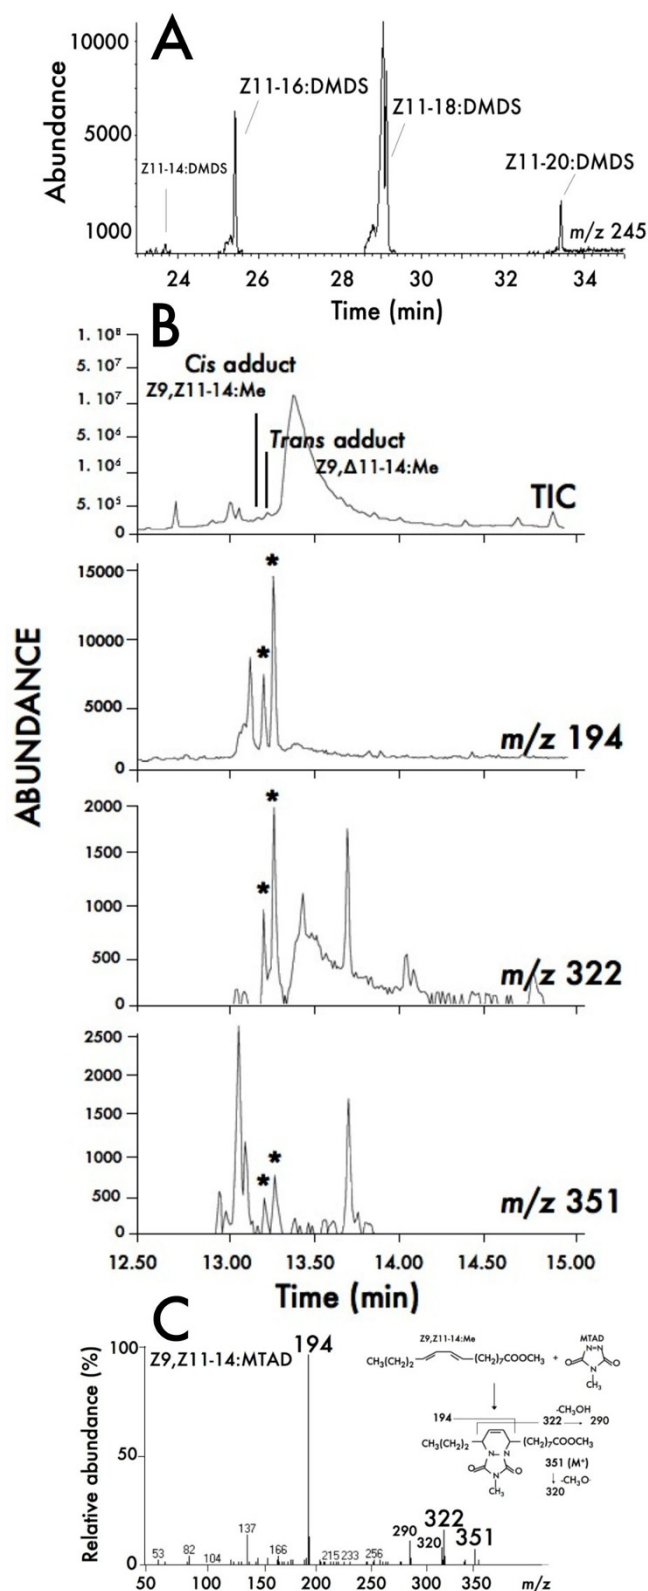 A
10000
5000
1000
Abundance
Z11-14:DMDS
Z11-16:DMDS
Z11-18:DMDS
Z11-20:DMDS
m/z 245
24 26 28 30 32 34
Time (min)
B
ABUNDANCE
1. 10⁸
5. 10⁷
1. 10⁷
5. 10⁶
1. 10⁶
5. 10⁵
0
Cis adduct
Z9,Z11-14:Me
Trans adduct
Z9,Δ11-14:Me
TIC
15000
10000
5000
0
*
*
m/z 194
2000
1500
1000
500
0
*
*
m/z 322
2500
2000
1500
1000
500
0
*
*
m/z 351
12.50 13.00 13.50 14.00 14.50 15.00
Time (min)
C
Relative abundance (%)
100
50
0
Z9,Z11-14:MTAD
194
53 82 104 137 166 215 233 256 290 320 322 351
50 100 150 200 250 300 350 m/z
Z9,Z11-14:Me
MTAD
CH₃(CH₂)₂ (CH₂)₇COOCH₃ +
N=N
O O
N
CH₃
-CH₃OH
194 322 290
CH₃(CH₂)₂ (CH₂)₇COOCH₃
N N
O O
N
CH₃
351 (M⁺)
-CH₃O·
320